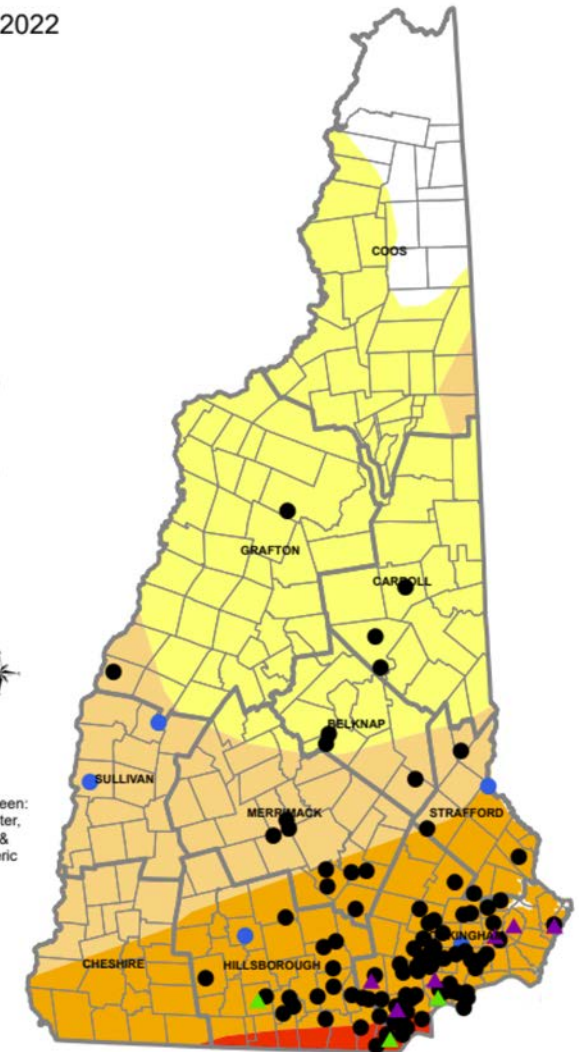 2022
COOS
GRAFTON
CARROLL
BELKNAP
SULLIVAN
MERRIMACK
STRAFFORD
een:
ter,
&
eric
CHESHIRE
HILLSBOROUGH